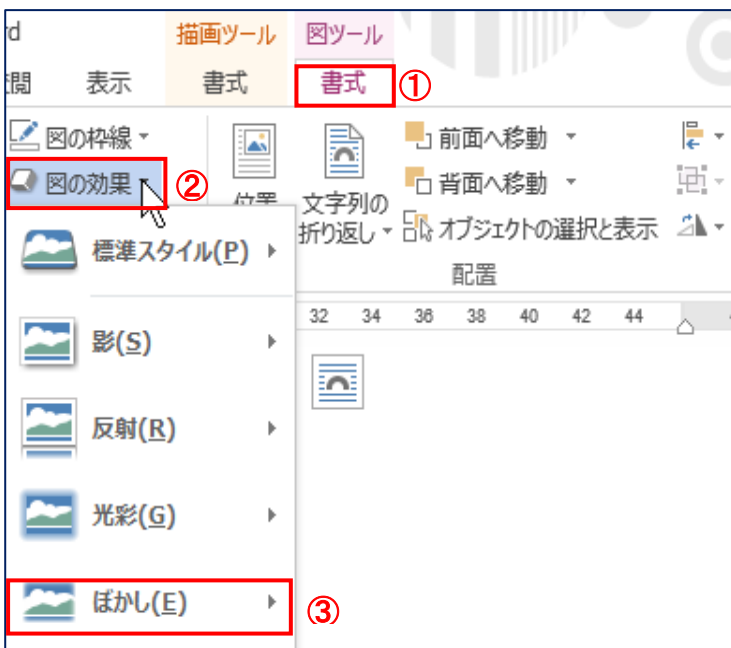 rd 描画ツール 図ツール
閲 表示 書式 書式 ①
図の枠線 前面へ移動
図の効果 ② 背面へ移動
位置 文字列の
折り返し オブジェクトの選択と表示
標準スタイル(P)
配置
32 34 36 38 40 42 44
影(S)
反射(R)
光彩(G)
ぼかし(E) ③